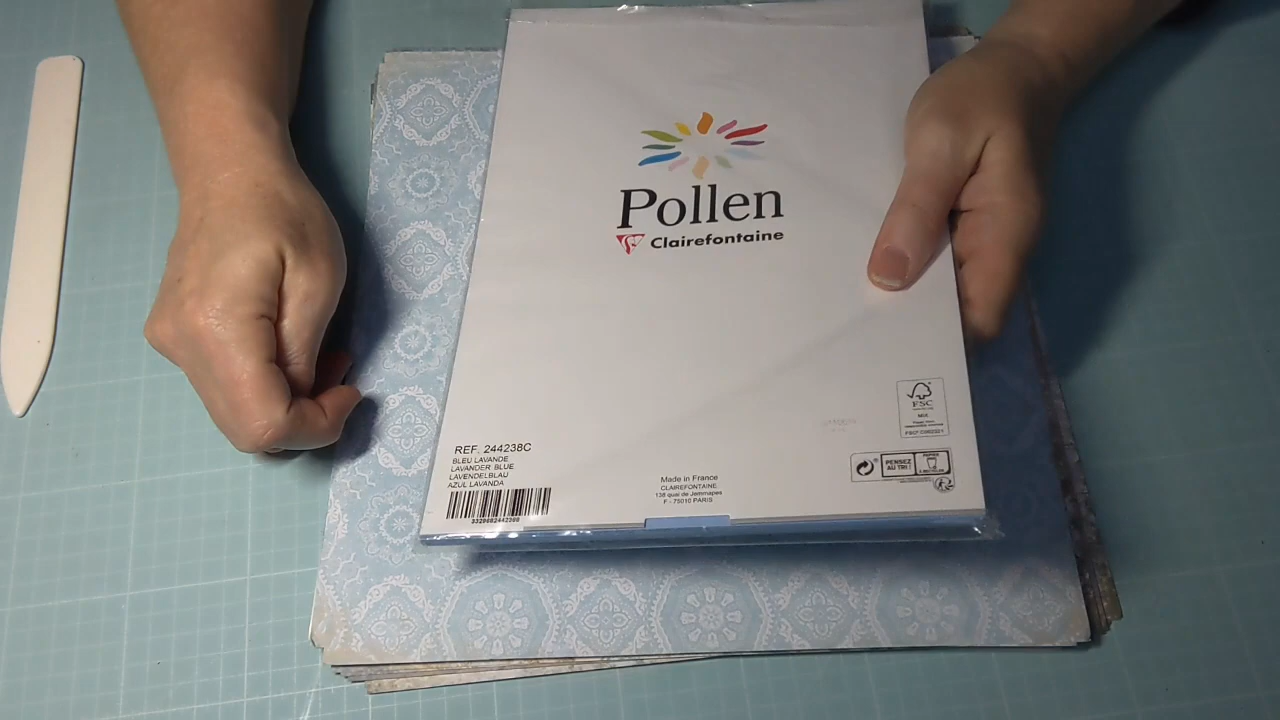 Pollen
Clairefontaine
REF. 244238C
BLEU LAVANDE
LAVANDER BLUE
LAVENDELBLAU
AZUL LAVANDA
Made in France
CLAIREFONTAINE
138 quai de Jemmapes
F - 75010 PARIS
FSC
MIX
PENSEZ
AU TRI !